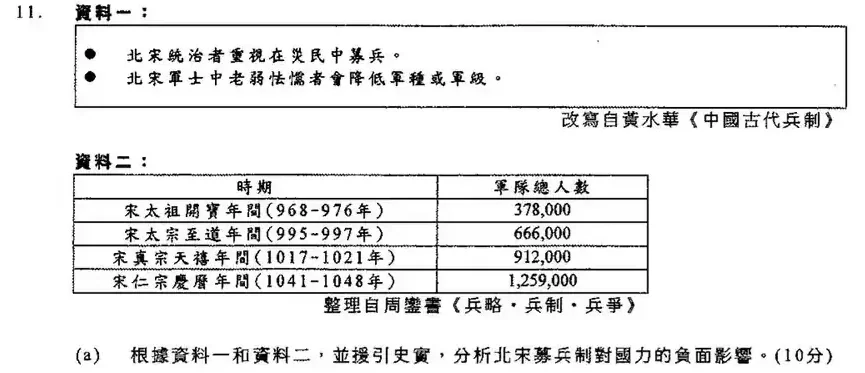 11. 資料一：
● 北宋統治者重視在災民中募兵。
● 北宋軍士中老弱怯懦者會降低軍種或軍級。
改寫自黃水華《中國古代兵制》
資料二：
時期 軍隊總人數
宋太祖開寶年間(968-976年) 378,000
宋太宗至道年間(995-997年) 666,000
宋真宗天禧年間(1017-1021年) 912,000
宋仁宗慶曆年間(1041-1048年) 1,259,000
整理自周鑾書《兵略·兵制·兵爭》
(a) 根據資料一和資料二，並援引史實，分析北宋募兵制對國力的負面影響。(10分)